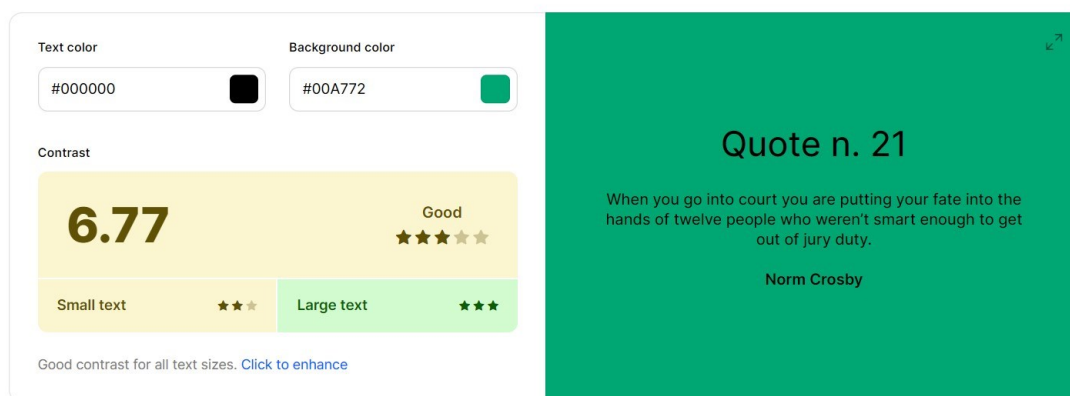 Text color
Background color
#000000
#00A772
Contrast
6.77
Good
Small text
Large text
Good contrast for all text sizes. Click to enhance
Quote n. 21
When you go into court you are putting your fate into the
hands of twelve people who weren’t smart enough to get
out of jury duty.
Norm Crosby